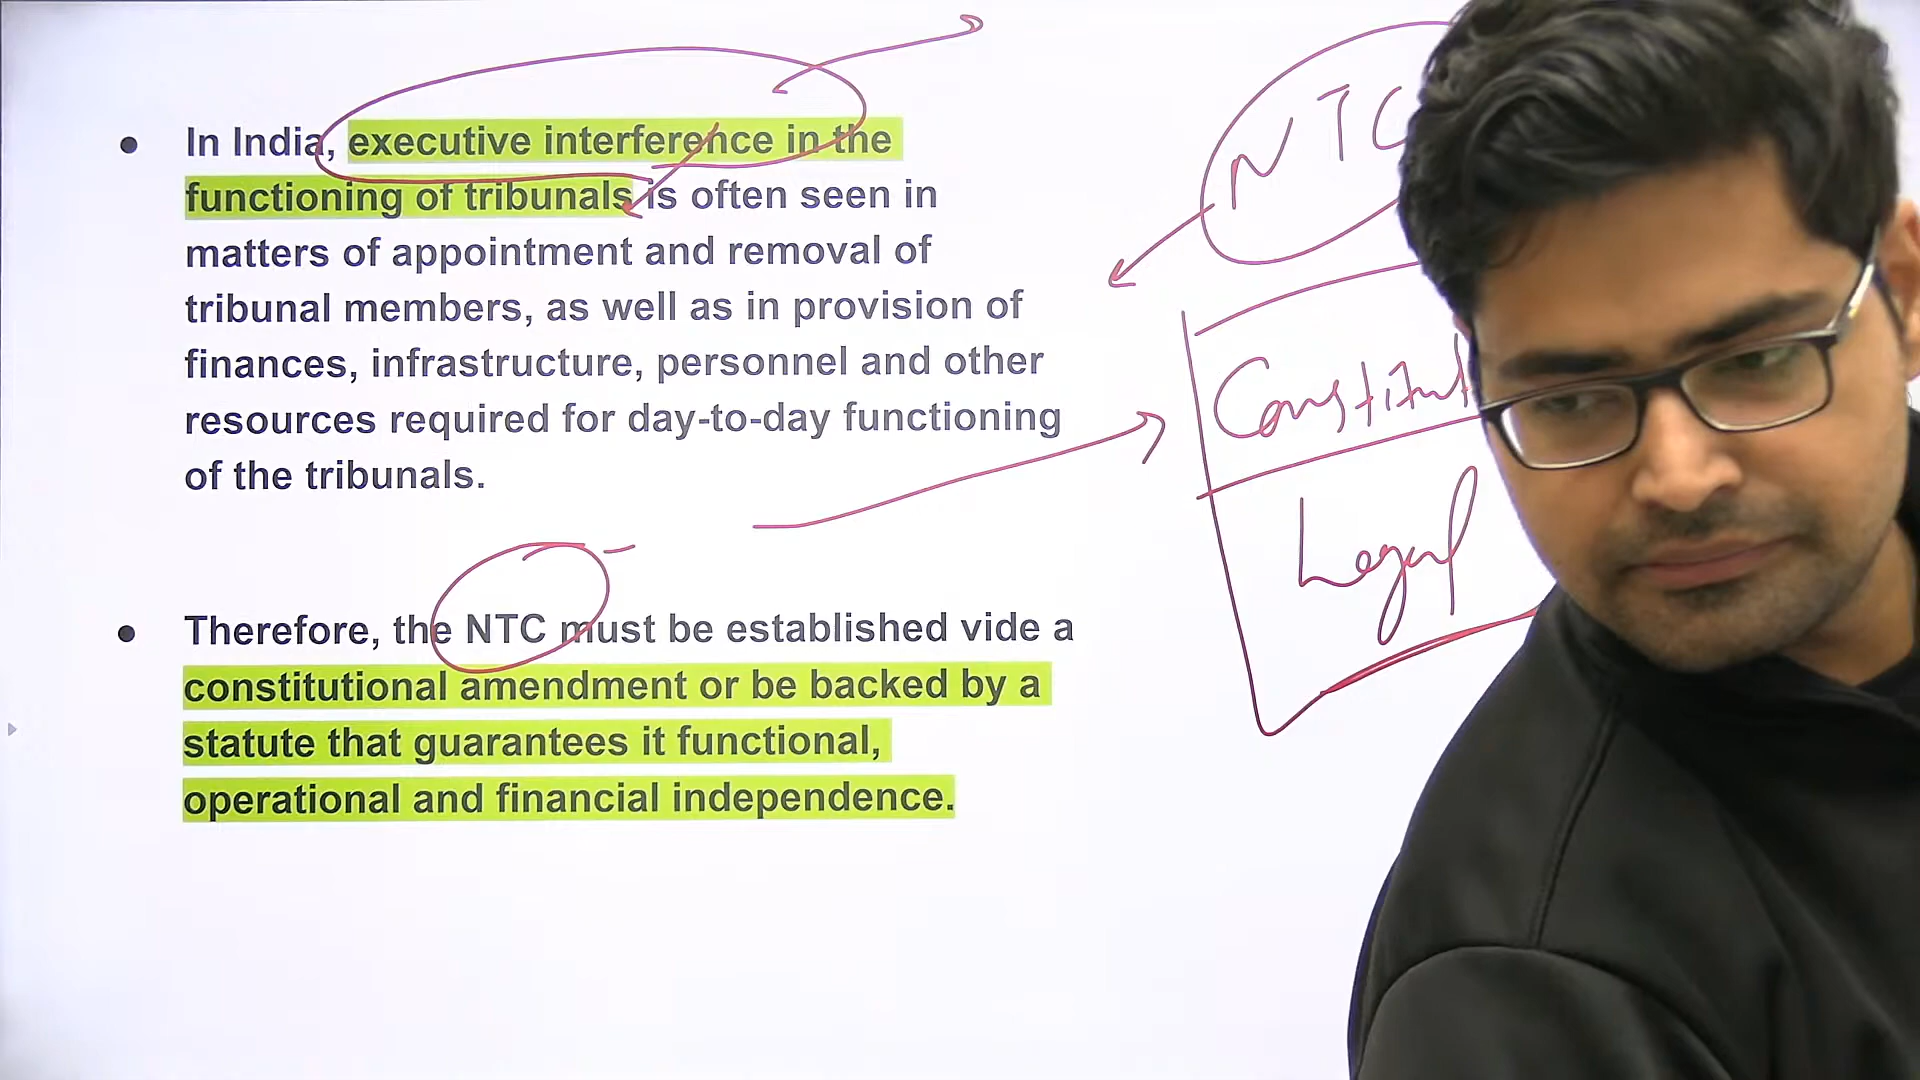 In India, executive interference in the
functioning of tribunals is often seen in
matters of appointment and removal of
tribunal members, as well as in provision of
finances, infrastructure, personnel and other
resources required for day-to-day functioning
of the tribunals.
Therefore, the NTC must be established vide a
constitutional amendment or be backed by a
statute that guarantees it functional,
operational and financial independence.
NTC
Constitut
Legal